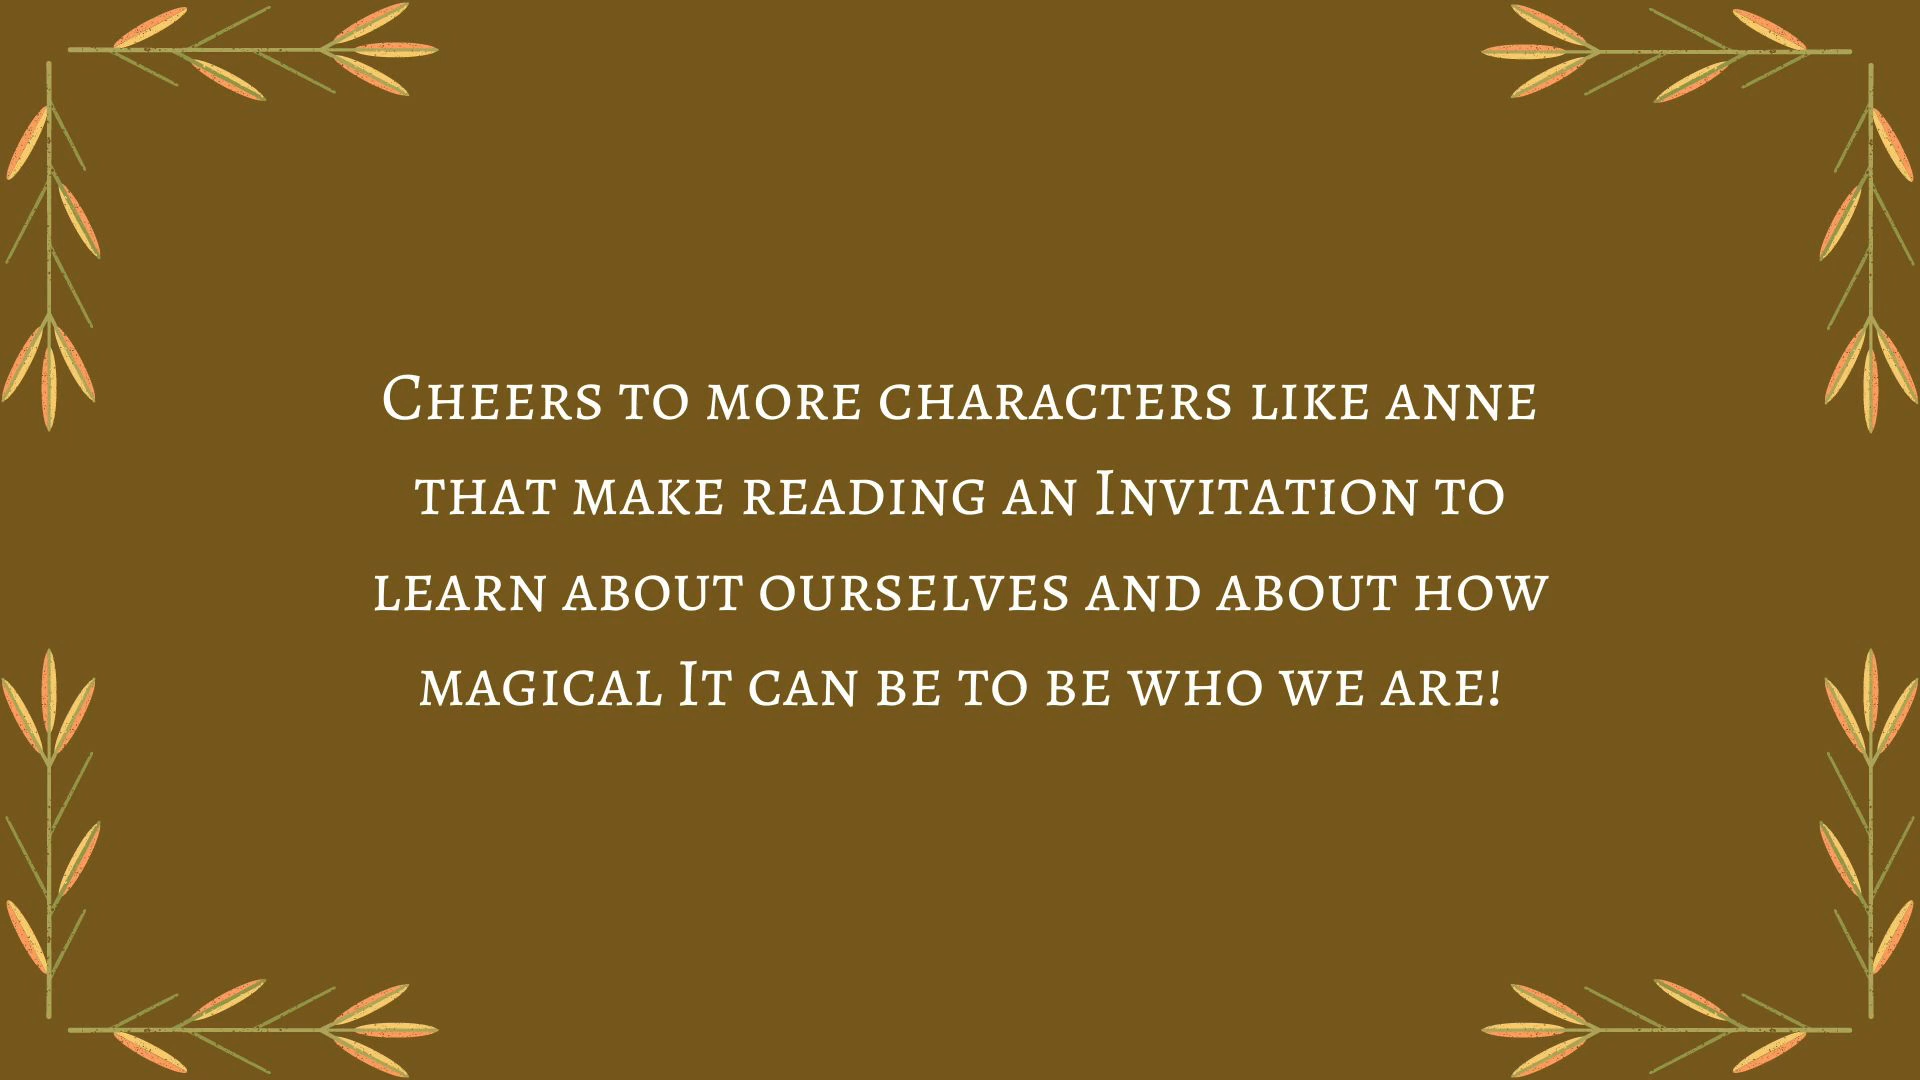 Cheers to more characters like anne
that make reading an Invitation to
learn about ourselves and about how
magical It can be to be who we are!